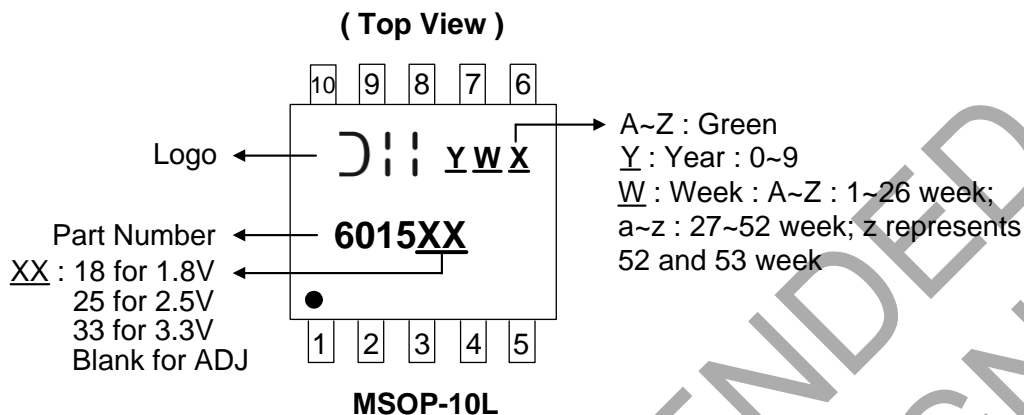 ( Top View )
10 9 8 7 6
Logo
Y W X
A~Z : Green
Y : Year : 0~9
W : Week : A~Z : 1~26 week;
a~z : 27~52 week; z represents
52 and 53 week
Part Number
6015XX
XX : 18 for 1.8V
25 for 2.5V
33 for 3.3V
Blank for ADJ
1 2 3 4 5
MSOP-10L